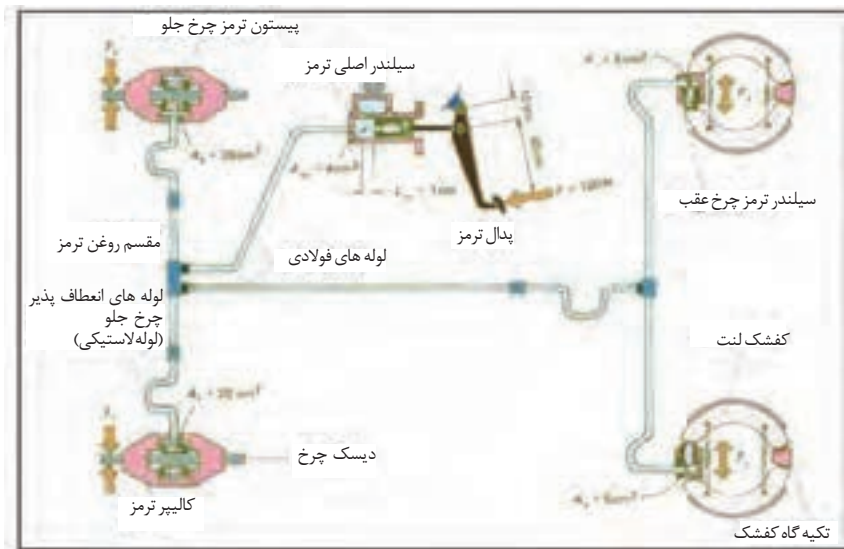 پیستون ترمز چرخ جلو
سیلندر اصلی ترمز
سیلندر ترمز چرخ عقب
پدال ترمز
مقسم روغن ترمز
لوله های فولادی
لوله های انعطاف پذیر
چرخ جلو
(لوله‌لاستیکی)
کفشک لنت
دیسک چرخ
کالیپر ترمز
تکیه گاه کفشک